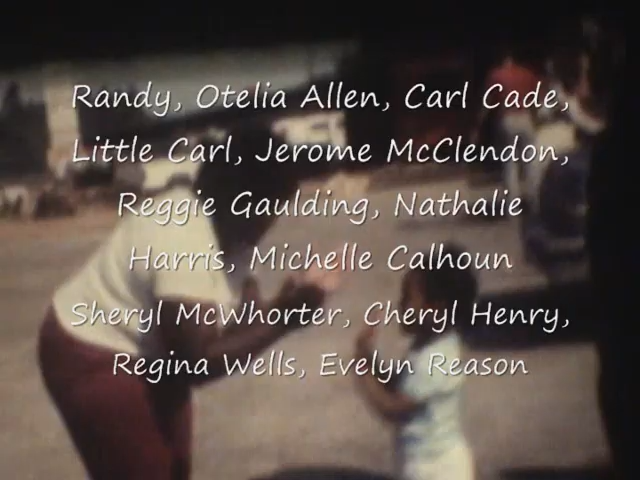 Randy, Otelia Allen, Carl Cade,
Little Carl, Jerome McClendon,
Reggie Gaulding, Nathalie
Harris, Michelle Calhoun
Sheryl McWhorter, Cheryl Henry,
Regina Wells, Evelyn Reason